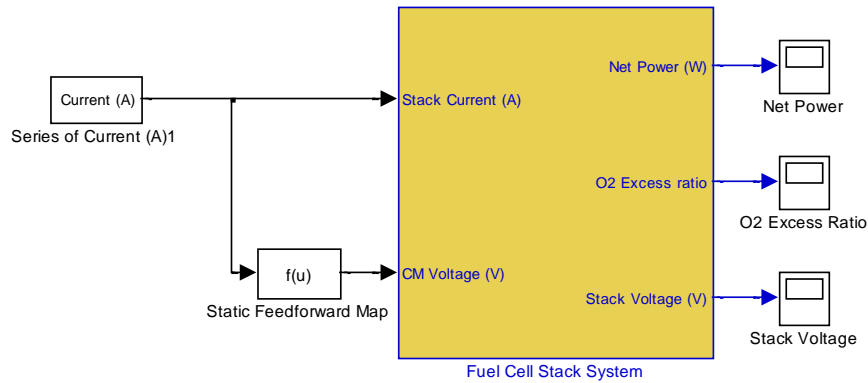 Current (A)
Series of Current (A)1
f(u)
Static Feedforward Map
Stack Current (A)
CM Voltage (V)
Net Power (W)
O2 Excess ratio
Stack Voltage (V)
Fuel Cell Stack System
Net Power
O2 Excess Ratio
Stack Voltage